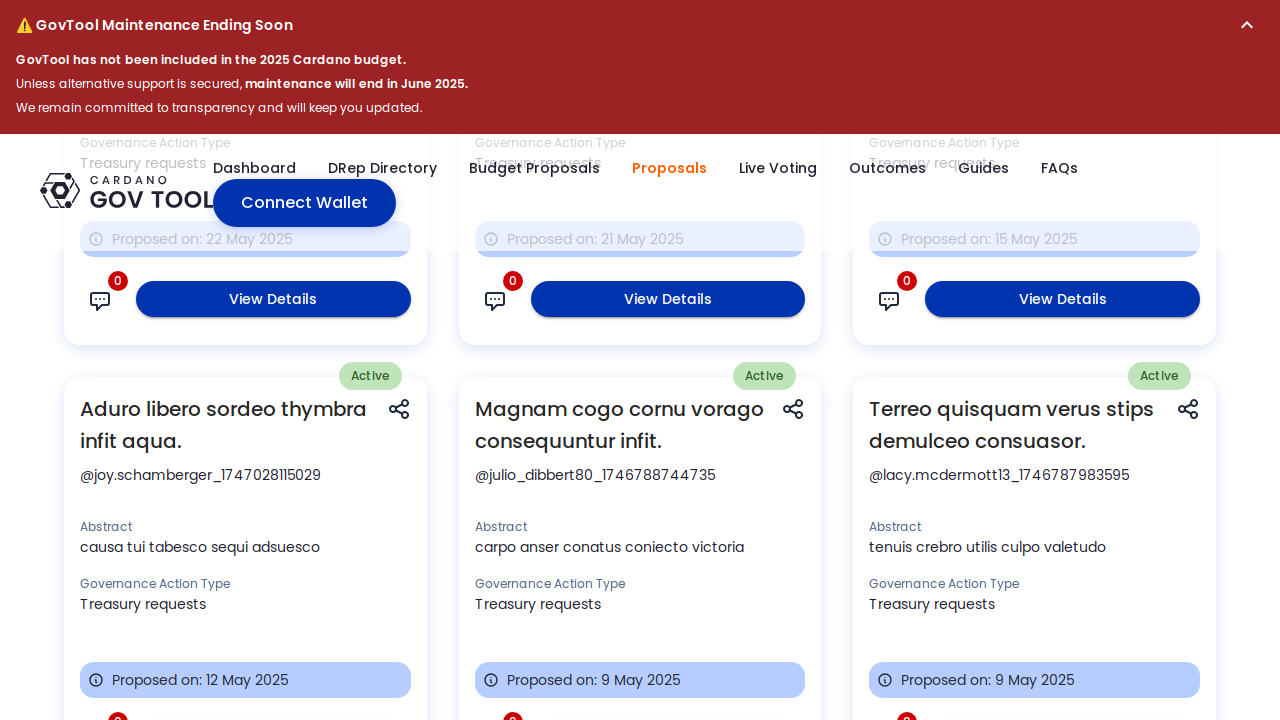 ⚠️ GovTool Maintenance Ending Soon
GovTool has not been included in the 2025 Cardano budget.
Unless alternative support is secured, maintenance will end in June 2025.
We remain committed to transparency and will keep you updated.
Governance Action Type Governance Action Type Governance Action Type
Treasury requests Treasury requests Treasury requests
CARDANO
GOV TOOL
Dashboard DRep Directory Budget Proposals Proposals Live Voting Outcomes Guides FAQs
Connect Wallet
Proposed on: 22 May 2025 Proposed on: 21 May 2025 Proposed on: 15 May 2025
0 View Details 0 View Details 0 View Details
Active
Aduro libero sordeo thymbra
infit aqua.
@joy.schamberger_1747028115029
Abstract
causa tui tabesco sequi adsuesco
Governance Action Type
Treasury requests
Proposed on: 12 May 2025
Active
Magnam cogo cornu vorago
consequuntur infit.
@julio_dibbert80_1746788744735
Abstract
carpo anser conatus coniecto victoria
Governance Action Type
Treasury requests
Proposed on: 9 May 2025
Active
Terreo quisquam verus stips
demulceo consuasor.
@lacy.mcdermott13_1746787983595
Abstract
tenuis crebro utilis culpo valetudo
Governance Action Type
Treasury requests
Proposed on: 9 May 2025